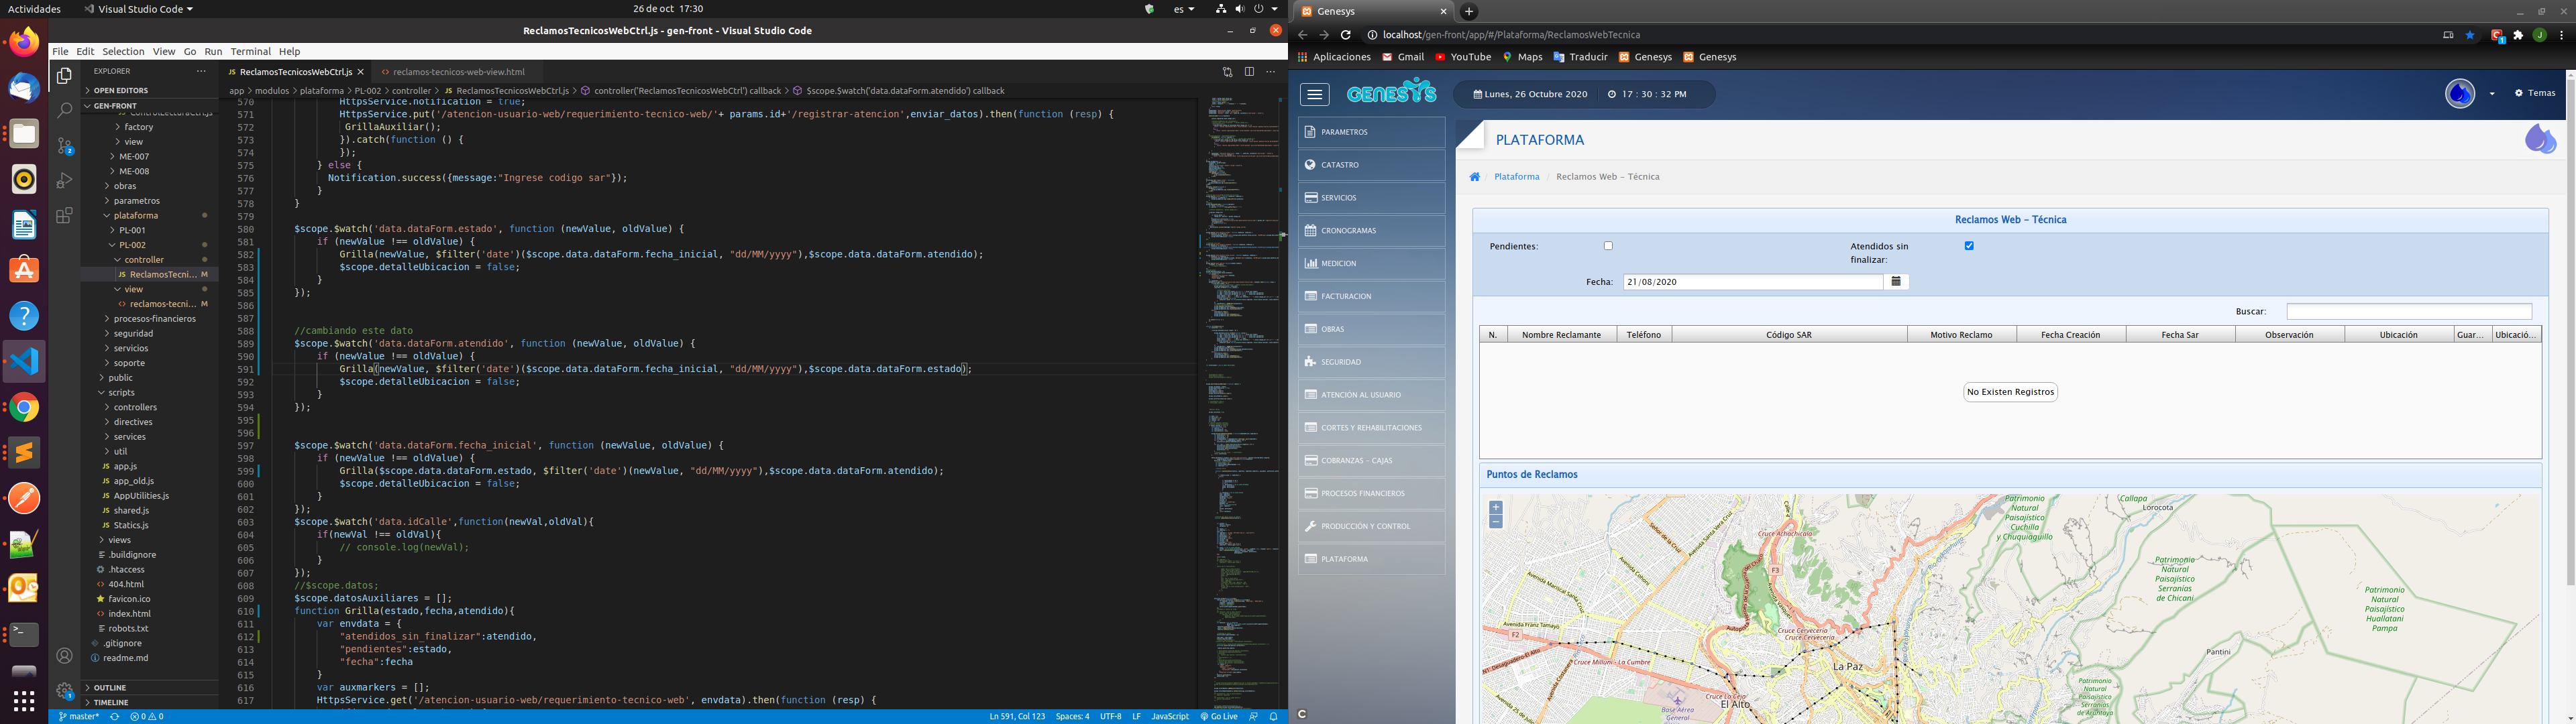 Actividades
Visual Studio Code
26 de oct 17:30
es
ReclamosTecnicosWebCtrl.js - gen-front - Visual Studio Code
File Edit Selection View Go Run Terminal Help
EXPLORER
OPEN EDITORS
GEN-FRONT
factory
view
ME-007
ME-008
obras
parametros
plataforma
PL-001
PL-002
controller
ReclamosTecni... M
view
reclamos-tecni... M
procesos-financieros
seguridad
servicios
soporte
public
scripts
controllers
directives
services
util
app.js
app_old.js
AppUtilities.js
shared.js
Statics.js
views
.buildignore
.htaccess
404.html
favicon.ico
index.html
robots.txt
.gitignore
readme.md
OUTLINE
TIMELINE
ReclamosTecnicosWebCtrl.js
reclamos-tecnicos-web-view.html
app > modulos > plataforma > PL-002 > controller > JS ReclamosTecnicosWebCtrl.js > controller('ReclamosTecnicosWebCtrl') callback > $scope.$watch('data.dataForm.atendido') callback
570 HttpsService.notification = true;
571 HttpsService.put('/atencion-usuario-web/requerimiento-tecnico-web/'+ params.id+'/registrar-atencion',enviar_datos).then(function (resp) {
572 GrillaAuxiliar();
573 }).catch(function () {
574 });
575 } else {
576 Notification.success({message:"Ingrese codigo sar"});
577 }
578 }
579
580 $scope.$watch('data.dataForm.estado', function (newValue, oldValue) {
581 if (newValue !== oldValue) {
582 Grilla(newValue, $filter('date')($scope.data.dataForm.fecha_inicial, "dd/MM/yyyy"),$scope.data.dataForm.atendido);
583 $scope.detalleUbicacion = false;
584 }
585 });
586
587
588 //cambiando este dato
589 $scope.$watch('data.dataForm.atendido', function (newValue, oldValue) {
590 if (newValue !== oldValue) {
591 Grilla(newValue, $filter('date')($scope.data.dataForm.fecha_inicial, "dd/MM/yyyy"),$scope.data.dataForm.estado);
592 $scope.detalleUbicacion = false;
593 }
594 });
595
596
597 $scope.$watch('data.dataForm.fecha_inicial', function (newValue, oldValue) {
598 if (newValue !== oldValue) {
599 Grilla($scope.data.dataForm.estado, $filter('date')(newValue, "dd/MM/yyyy"),$scope.data.dataForm.atendido);
600 $scope.detalleUbicacion = false;
601 }
602 });
603 $scope.$watch('data.idCalle',function(newVal,oldVal){
604 if(newVal !== oldVal){
605 // console.log(newVal);
606 }
607 });
608 //$scope.datos;
609 $scope.datosAuxiliares = [];
610 function Grilla(estado,fecha,atendido){
611 var envdata = {
612 "atendidos_sin_finalizar":atendido,
613 "pendientes":estado,
614 "fecha":fecha
615 }
616 var auxmarkers = [];
617 HttpsService.get('/atencion-usuario-web/requerimiento-tecnico-web', envdata).then(function (resp) {
master* 0 0
Ln 591, Col 123 Spaces: 4 UTF-8 LF JavaScript Go Live
Genesys
localhost/gen-front/app/#/Plataforma/ReclamosWebTecnica
Aplicaciones Gmail YouTube Maps Traducir Genesys Genesys
GENESYS
Lunes, 26 Octubre 2020
17 : 30 : 32 PM
Temas
PARAMETROS
CATASTRO
SERVICIOS
CRONOGRAMAS
MEDICION
FACTURACION
OBRAS
SEGURIDAD
ATENCIÓN AL USUARIO
CORTES Y REHABILITACIONES
COBRANZAS - CAJAS
PROCESOS FINANCIEROS
PRODUCCIÓN Y CONTROL
PLATAFORMA
PLATAFORMA
/ Plataforma / Reclamos Web - Técnica
Reclamos Web - Técnica
Pendientes:
Atendidos sin
finalizar:
Fecha: 21/08/2020
Buscar:
N. Nombre Reclamante Teléfono Código SAR Motivo Reclamo Fecha Creación Fecha Sar Observación Ubicación Guar... Ubicació...
No Existen Registros
Puntos de Reclamos
+
−
Cruce Achachicala
F3
Autopista
Cruce Cervecería
Cervecería
Avenida Franz Tamayo
F2
Cruce Milluni - La Cumbre
Cruce La Ceja
El Alto
Base Aérea
General
La Paz
Patrimonio
Natural
Paisajístico
Cuchilla
y Chuquiaguillo
Callapa
Lorocota
Patrimonio
Natural
Paisajístico
Serranías
de Chicani
Patrimonio
Natural
Paisajístico
Huallatani
Pampa
Pantini
Patrimonio
Natural
Paisajístico
Serranías